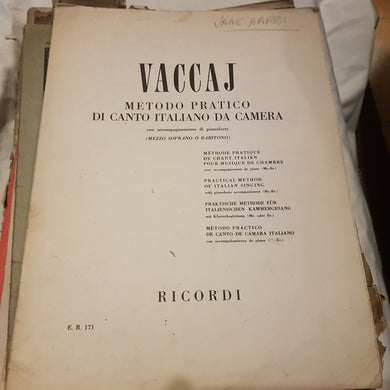 VACCAJ
METODO PRATICO
DI CANTO ITALIANO DA CAMERA
con accompagnamento di pianoforte
(MEZZO SOPRANO O BARITONO)
MÉTHODE PRATIQUE
DE CHANT ITALIEN
POUR MUSIQUE DE CHAMBRE
avec accompagnement de piano (Ms.-Br.)
PRACTICAL METHOD
OF ITALIAN SINGING
with pianoforte accompaniment (Ms.-Br.)
PRAKTISCHE METHODE FÜR
ITALIENISCHEN KAMMERGESANG
mit Klavierbegleitung (Ms. oder Br.)
MÉTODO PRÁCTICO
DE CANTO DE CÁMARA ITALIANO
con acompañamiento de piano
RICORDI
E. R. 171